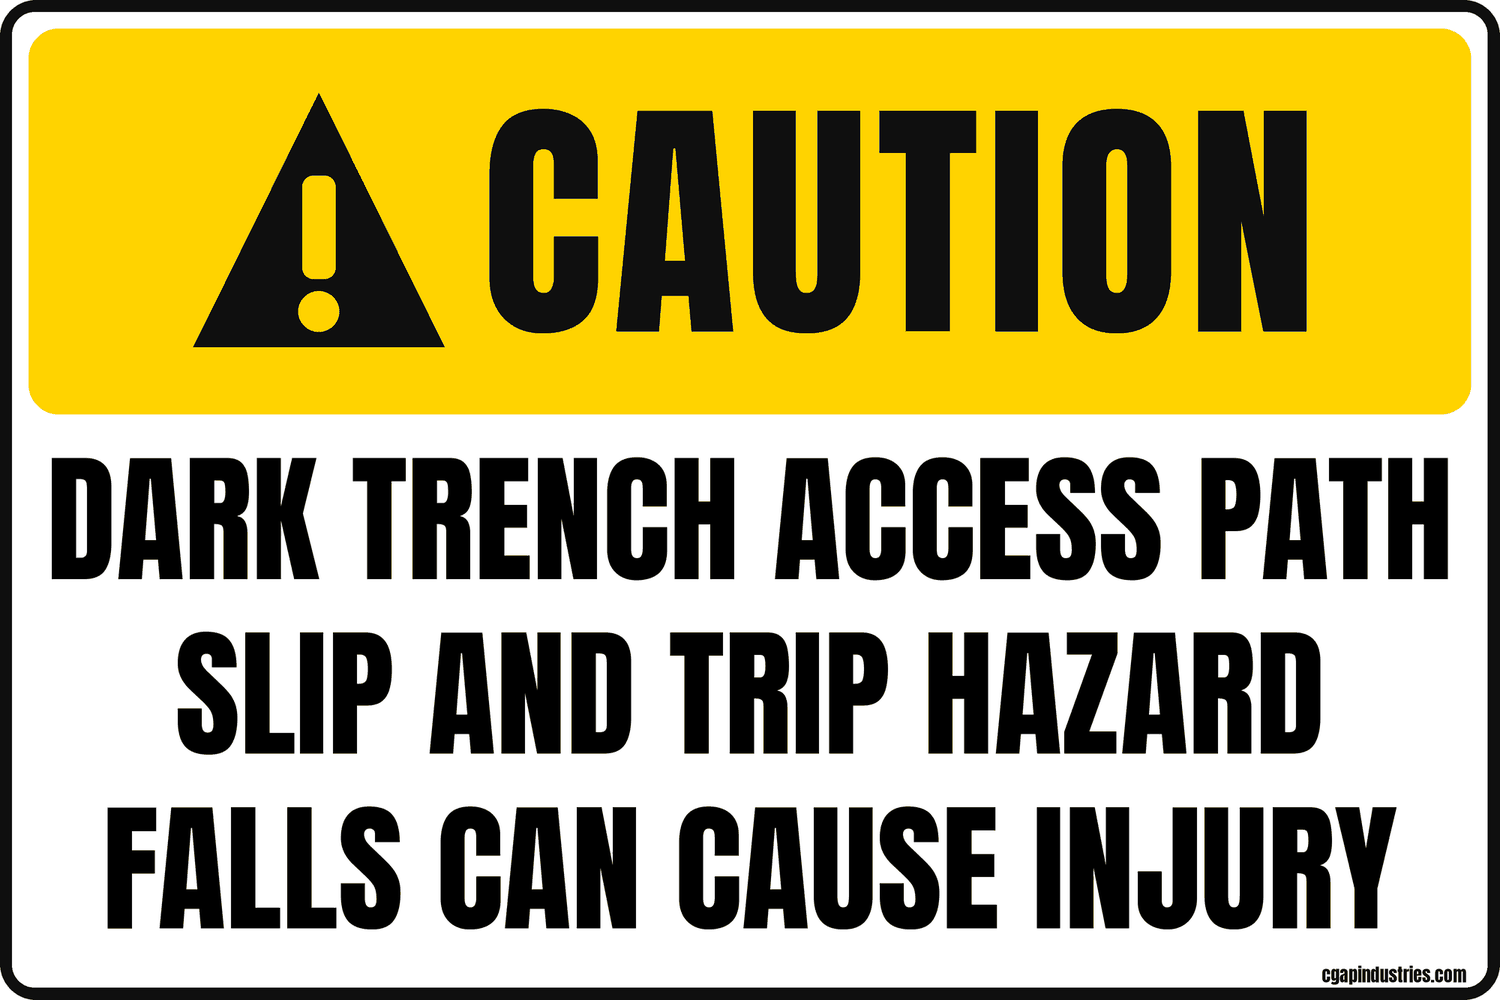 CAUTION
DARK TRENCH ACCESS PATH
SLIP AND TRIP HAZARD
FALLS CAN CAUSE INJURY
cgapindustries.com